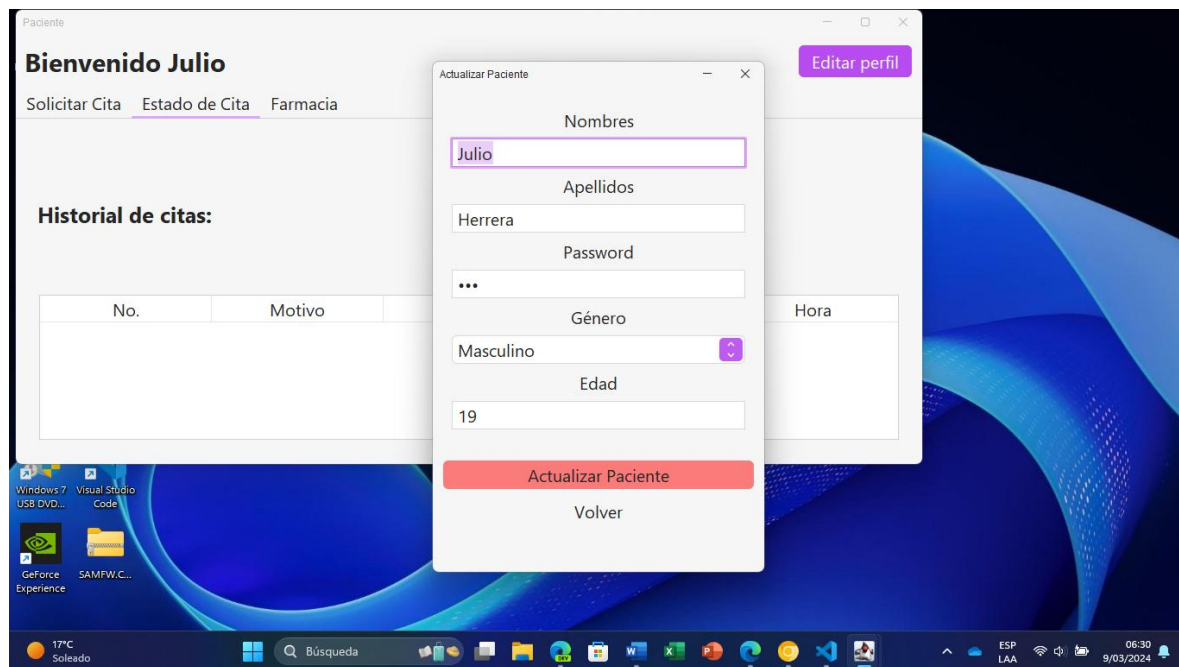 Paciente
Bienvenido Julio
Editar perfil
Solicitar Cita Estado de Cita Farmacia
Historial de citas:
No. Motivo Hora
Actualizar Paciente
Nombres
Julio
Apellidos
Herrera
Password
•••
Género
Masculino
Edad
19
Actualizar Paciente
Volver
Windows 7
USB DVD...
Visual Studio
Code
GeForce
Experience
SAMFW.C...
17°C
Soleado
Búsqueda
ESP
LAA
06:30
9/03/2024